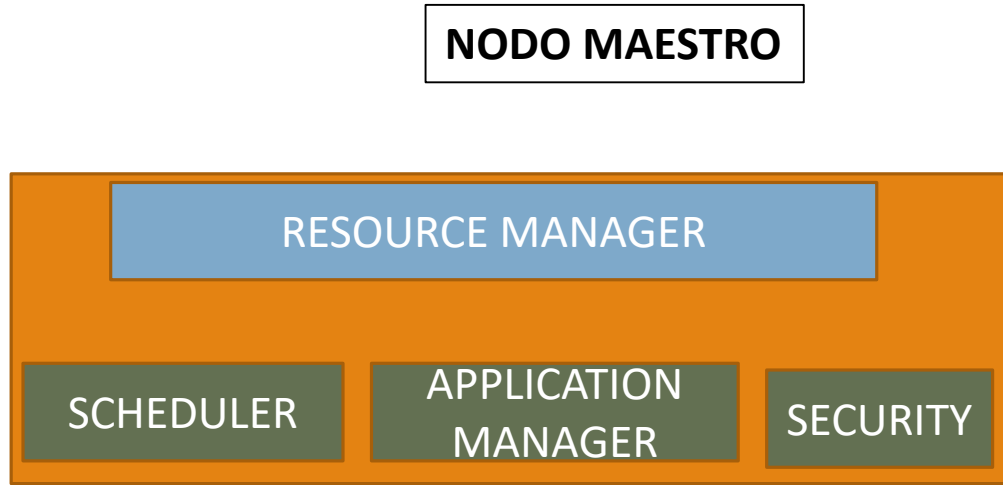 NODO MAESTRO
RESOURCE MANAGER
SCHEDULER
APPLICATION
MANAGER
SECURITY